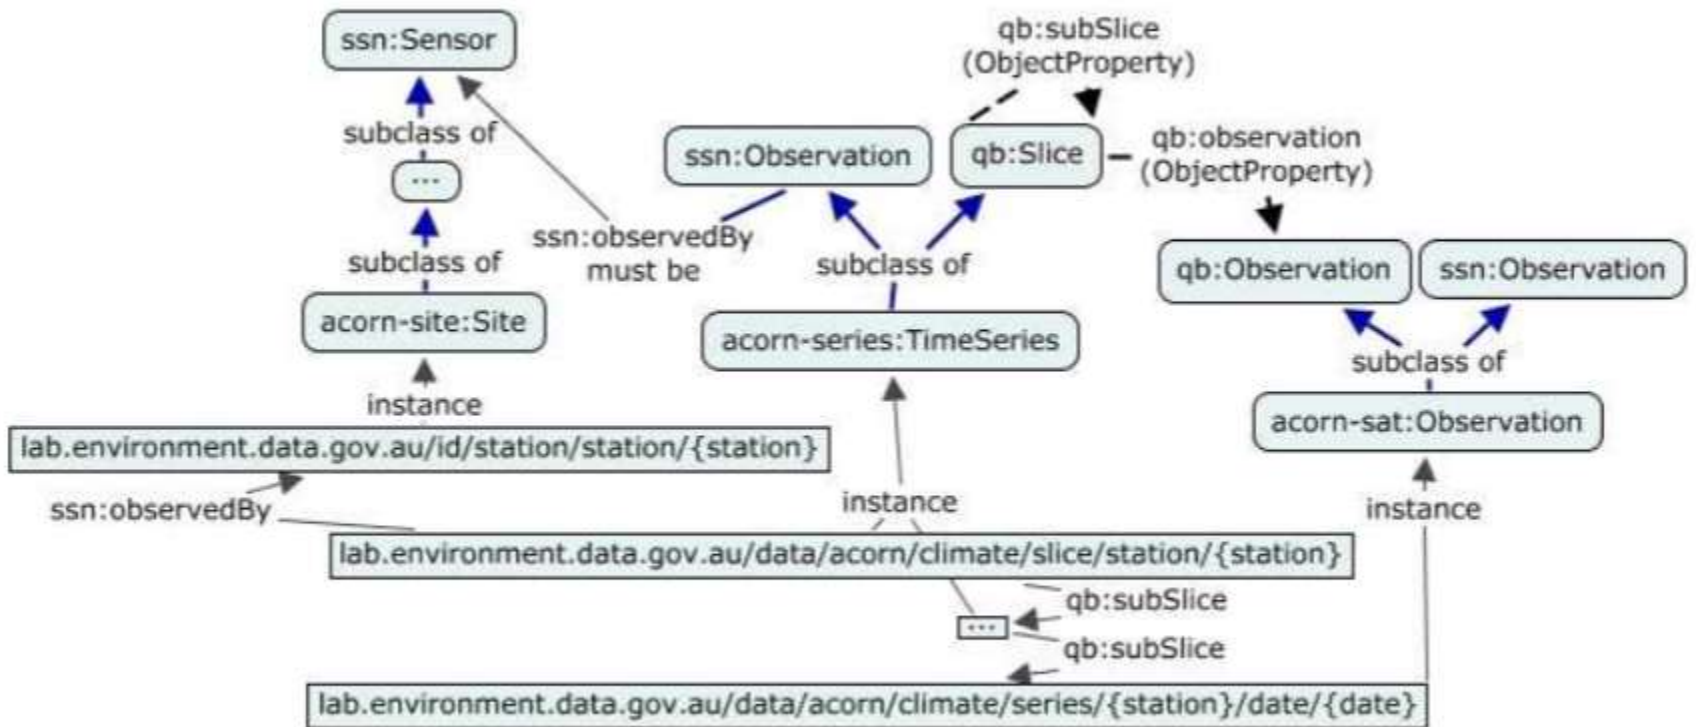 ssn:Sensor
qb:subSlice
(ObjectProperty)
subclass of
ssn:Observation
qb:Slice
qb:observation
(ObjectProperty)
...
ssn:observedBy
must be
subclass of
subclass of
qb:Observation
ssn:Observation
acorn-site:Site
acorn-series:TimeSeries
subclass of
instance
acorn-sat:Observation
lab.environment.data.gov.au/id/station/station/{station}
ssn:observedBy
instance
instance
lab.environment.data.gov.au/data/acorn/climate/slice/station/{station}
qb:subSlice
...
qb:subSlice
lab.environment.data.gov.au/data/acorn/climate/series/{station}/date/{date}